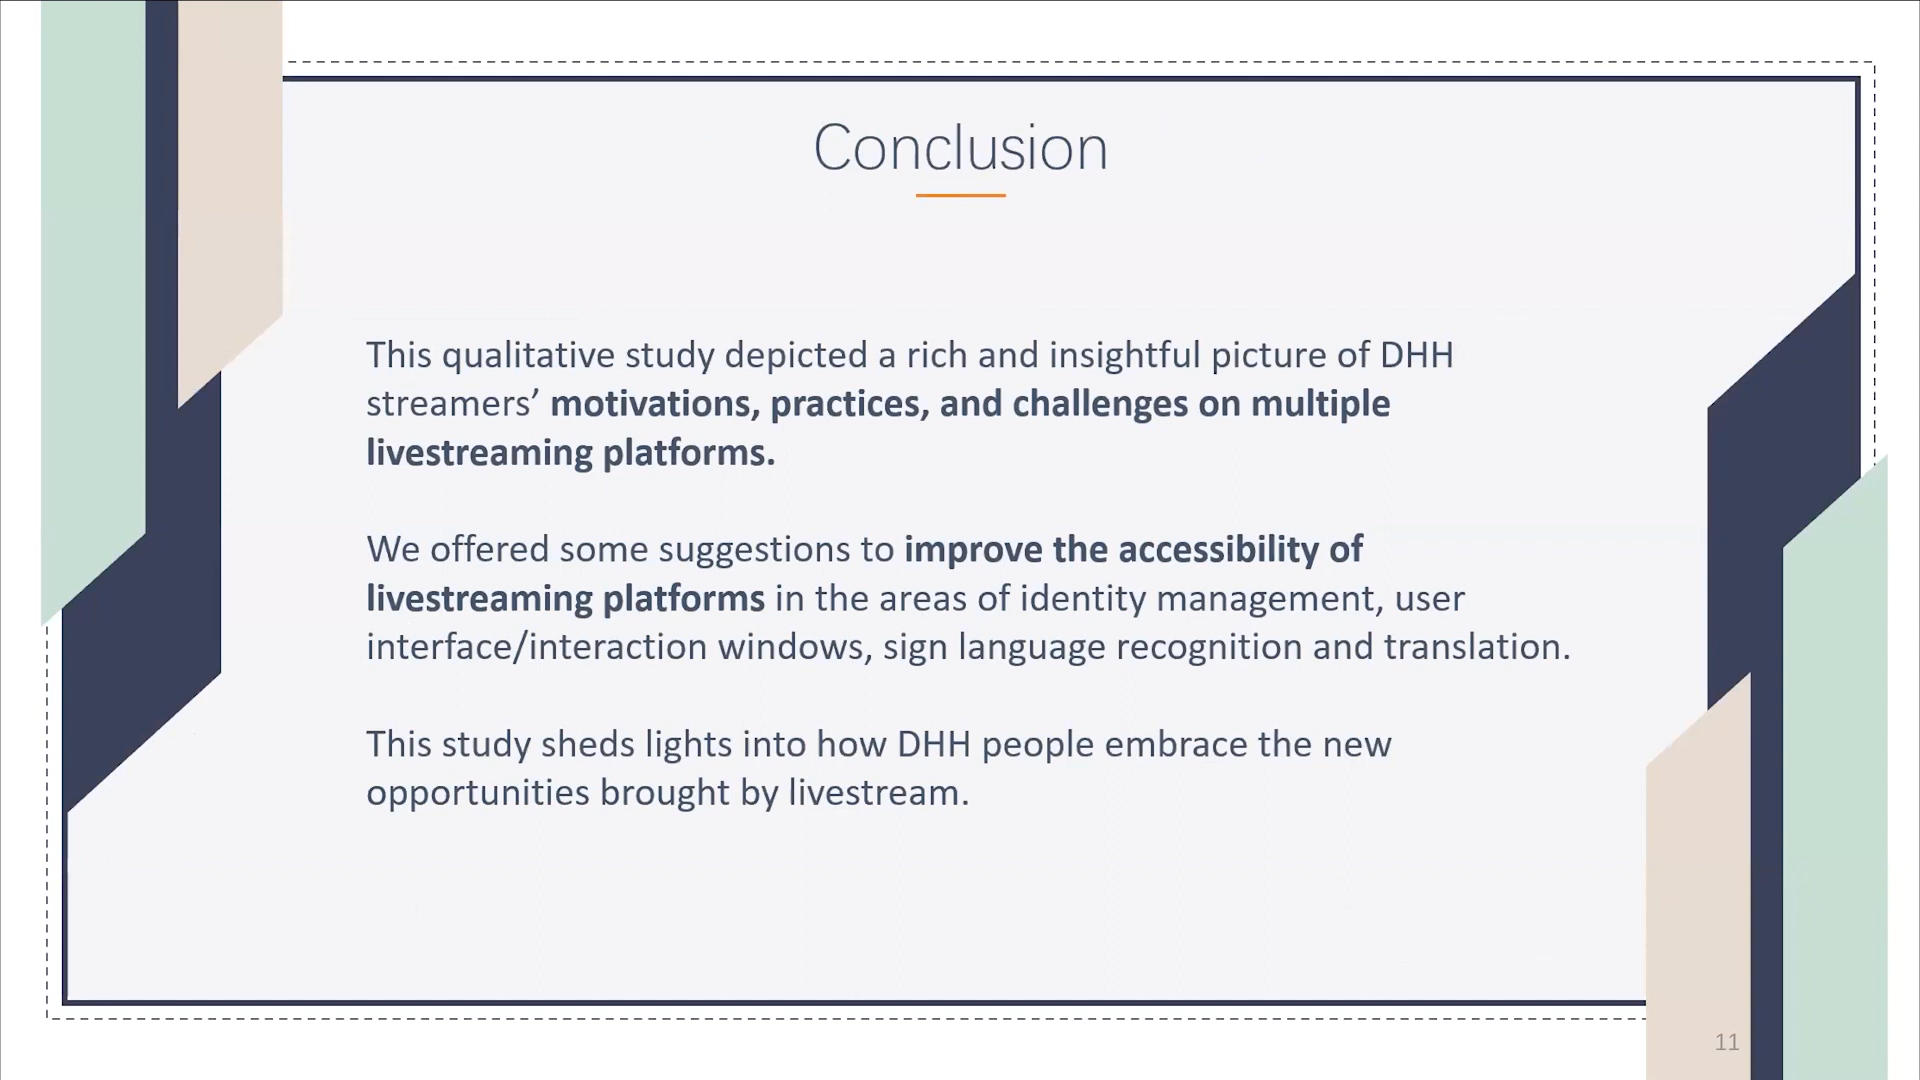 Conclusion
This qualitative study depicted a rich and insightful picture of DHH
streamers’ motivations, practices, and challenges on multiple
livestreaming platforms.
We offered some suggestions to improve the accessibility of
livestreaming platforms in the areas of identity management, user
interface/interaction windows, sign language recognition and translation.
This study sheds lights into how DHH people embrace the new
opportunities brought by livestream.
11